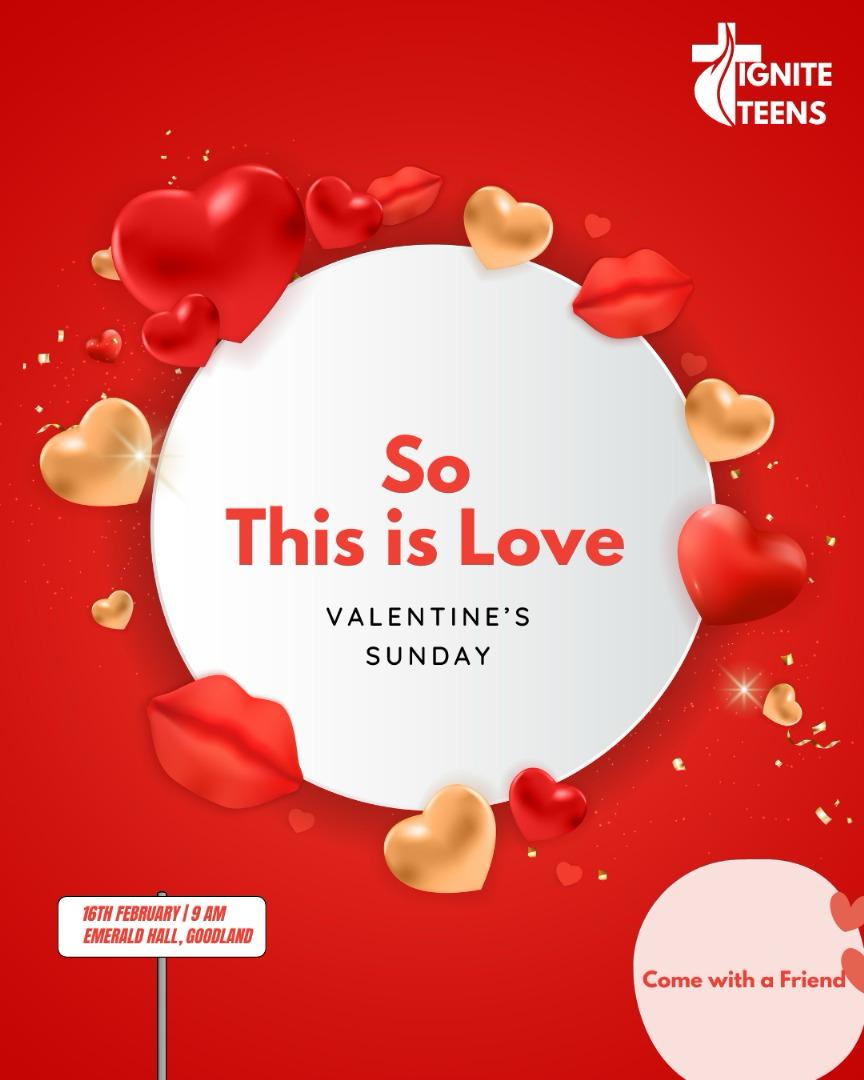 IGNITE
TEENS
So
This is Love
VALENTINE’S
SUNDAY
16TH FEBRUARY | 9 AM
EMERALD HALL, GOODLAND
Come with a Friend